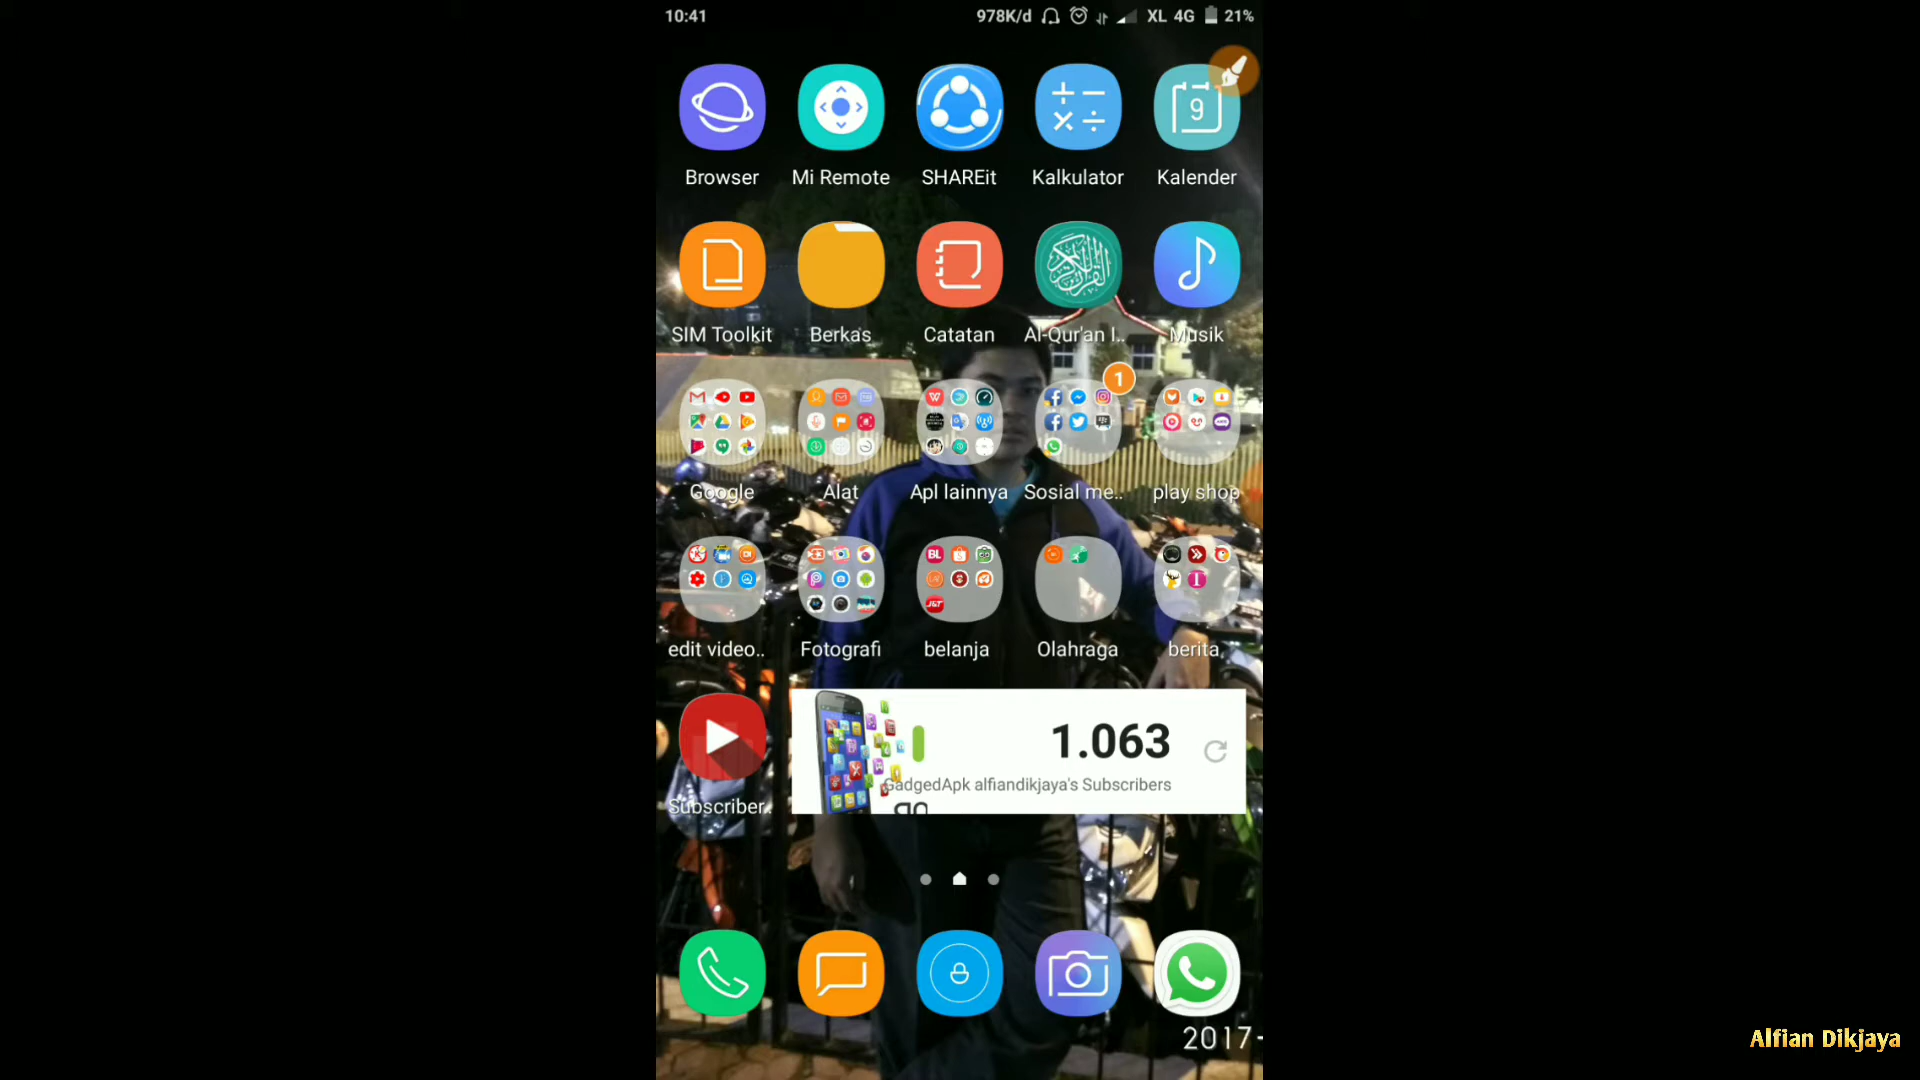 10:41 978K/d XL 4G 21%
Browser Mi Remote SHAREit Kalkulator Kalender
9
SIM Toolkit Berkas Catatan Al-Qur'an I.. Musik
1
Google Alat Apl lainnya Sosial me.. play shop
edit video.. Fotografi belanja Olahraga berita
1.063
GadgedApk alfiandikjaya's Subscribers
Subscriber..
2017-
Alfian Dikjaya